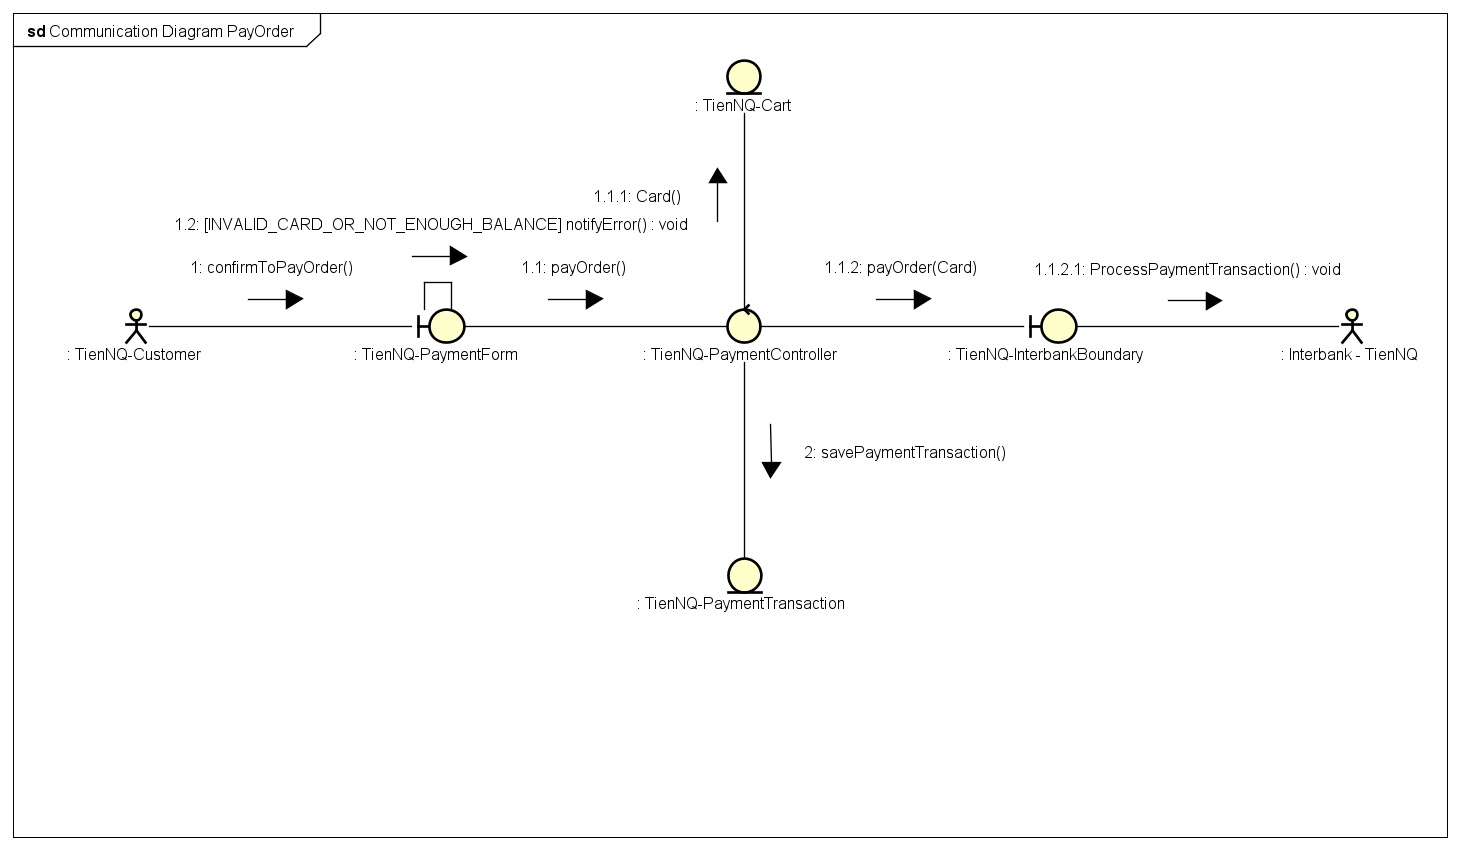 sd Communication Diagram PayOrder
: TienNQ-Cart
1.1.1: Card()
1.2: [INVALID_CARD_OR_NOT_ENOUGH_BALANCE] notifyError() : void
1: confirmToPayOrder()
1.1: payOrder()
1.1.2: payOrder(Card)
1.1.2.1: ProcessPaymentTransaction() : void
: TienNQ-Customer
: TienNQ-PaymentForm
: TienNQ-PaymentController
: TienNQ-InterbankBoundary
: Interbank - TienNQ
2: savePaymentTransaction()
: TienNQ-PaymentTransaction